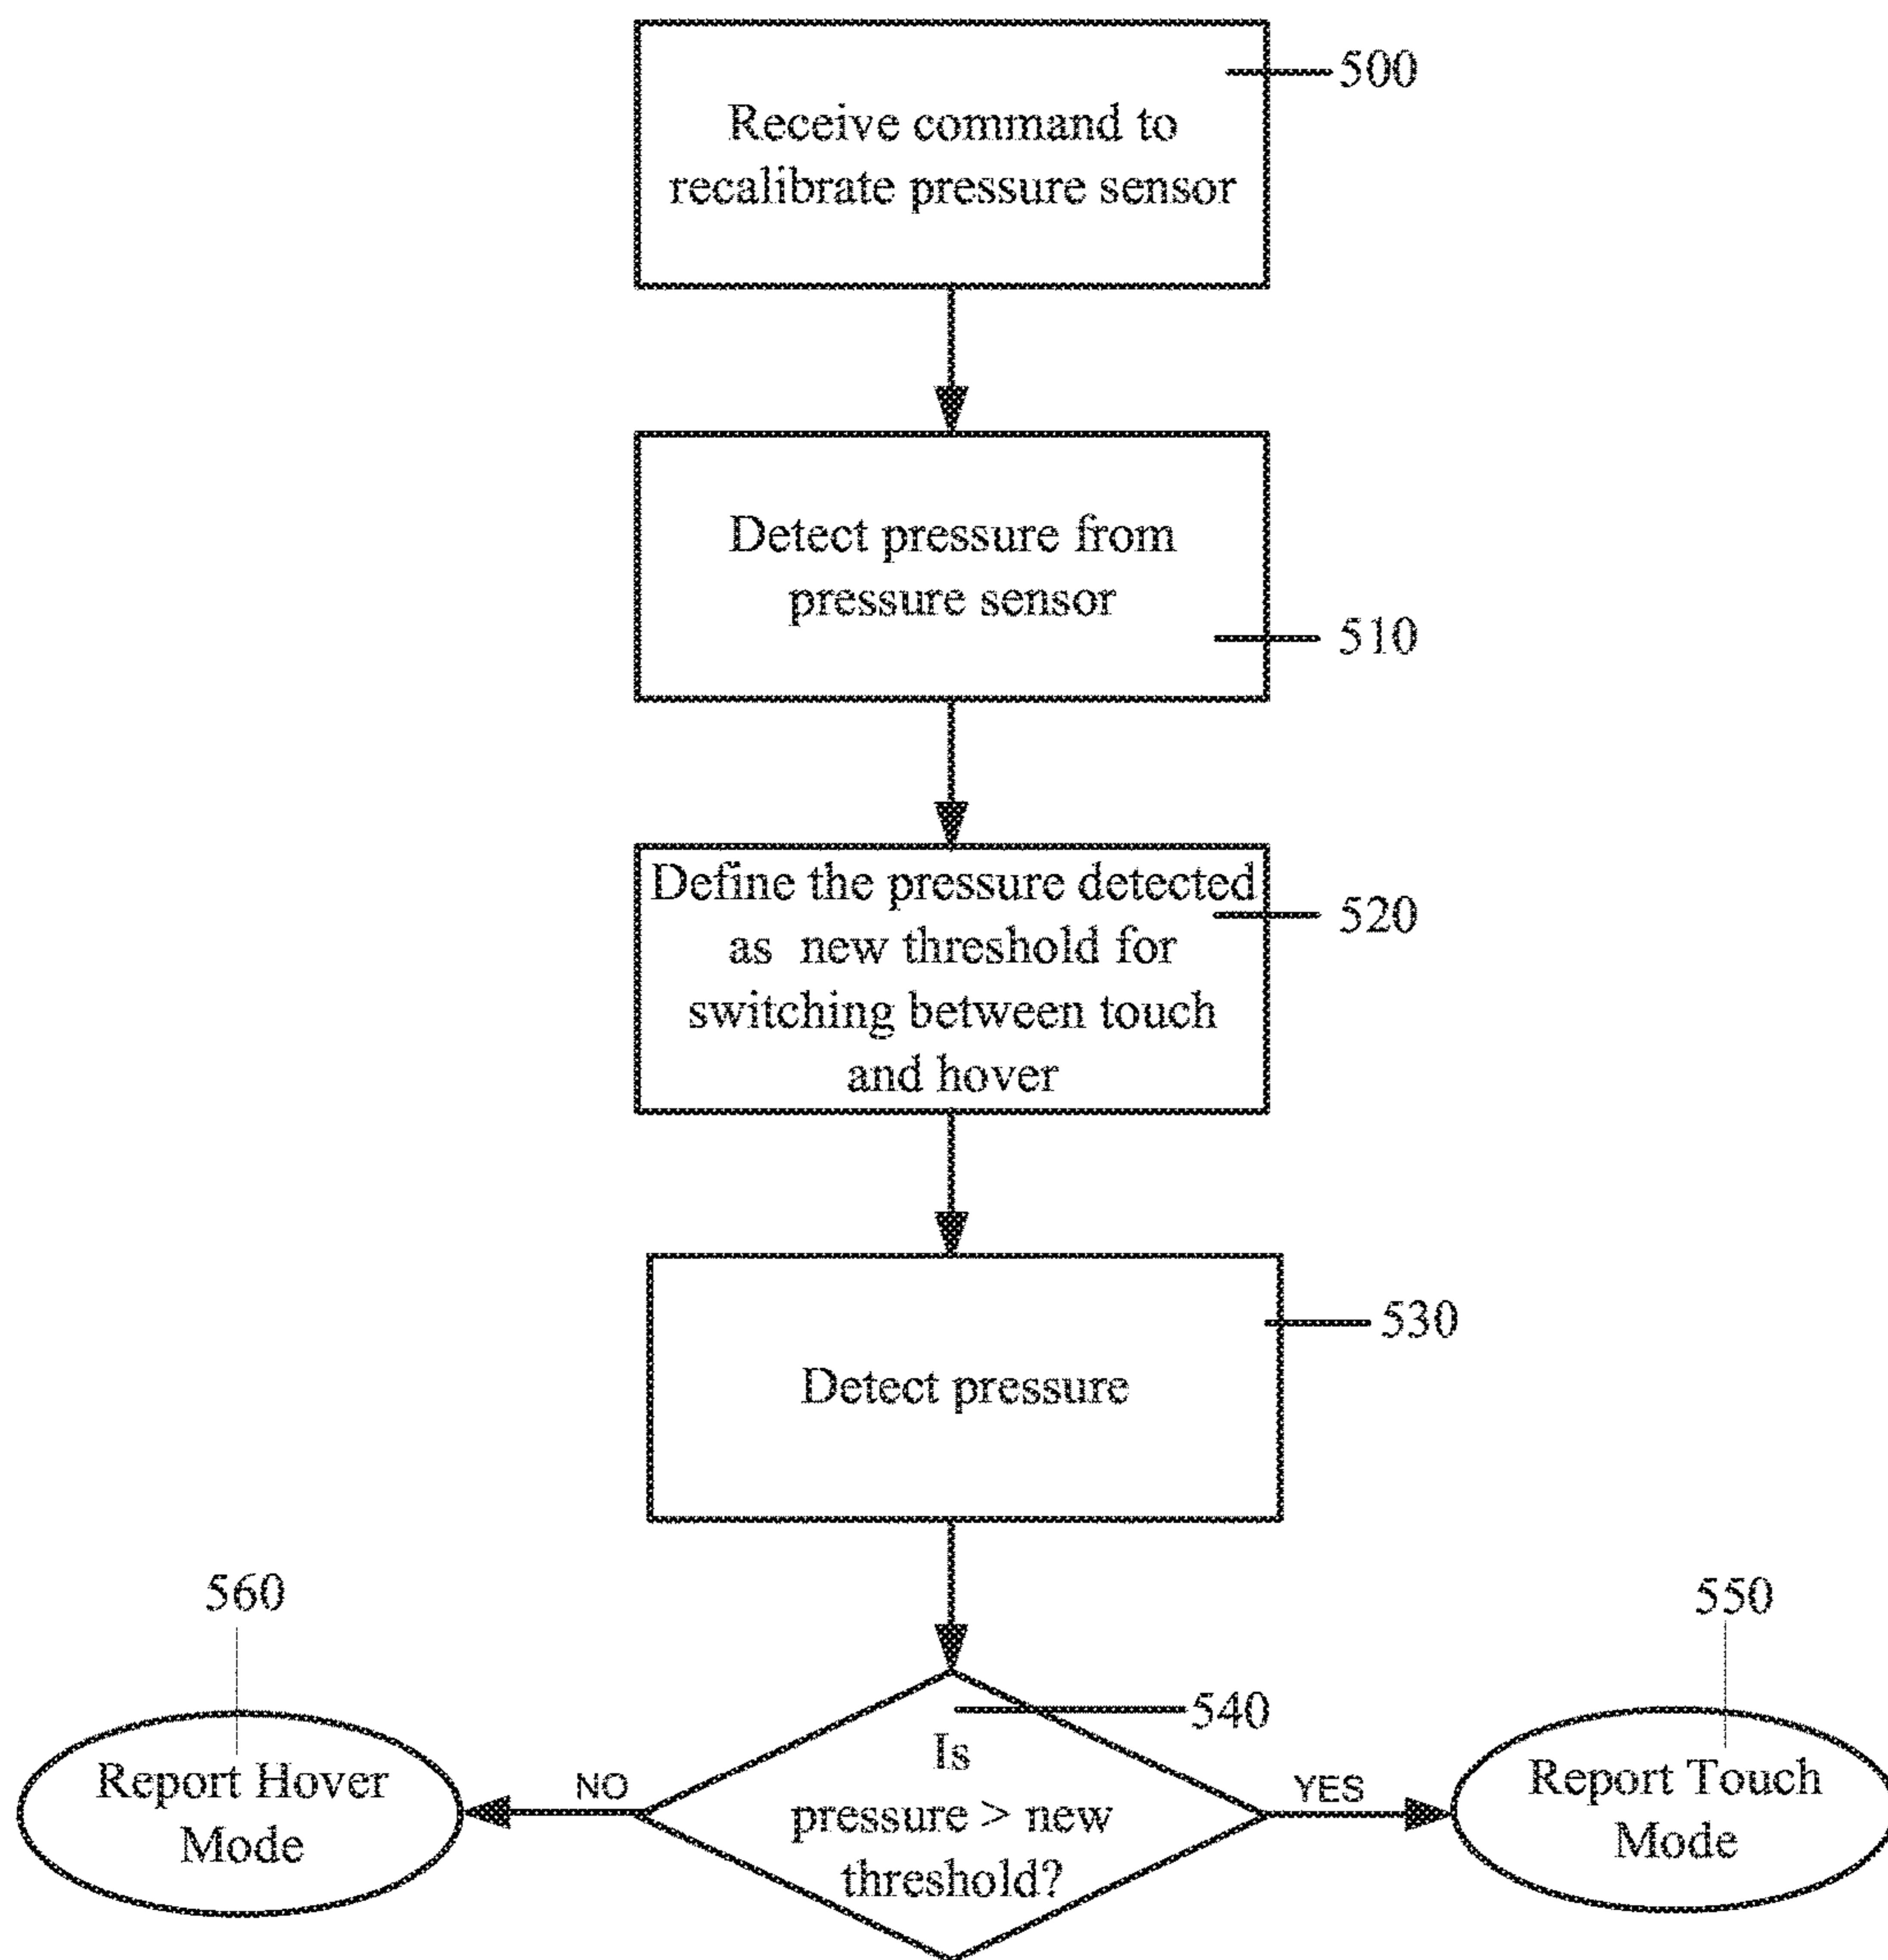 500
Receive command to
recalibrate pressure sensor
Detect pressure from
pressure sensor
510
Define the pressure detected
as new threshold for
switching between touch
and hover
520
530
Detect pressure
560
550
540
Is
pressure > new
threshold?
NO
YES
Report Hover
Mode
Report Touch
Mode